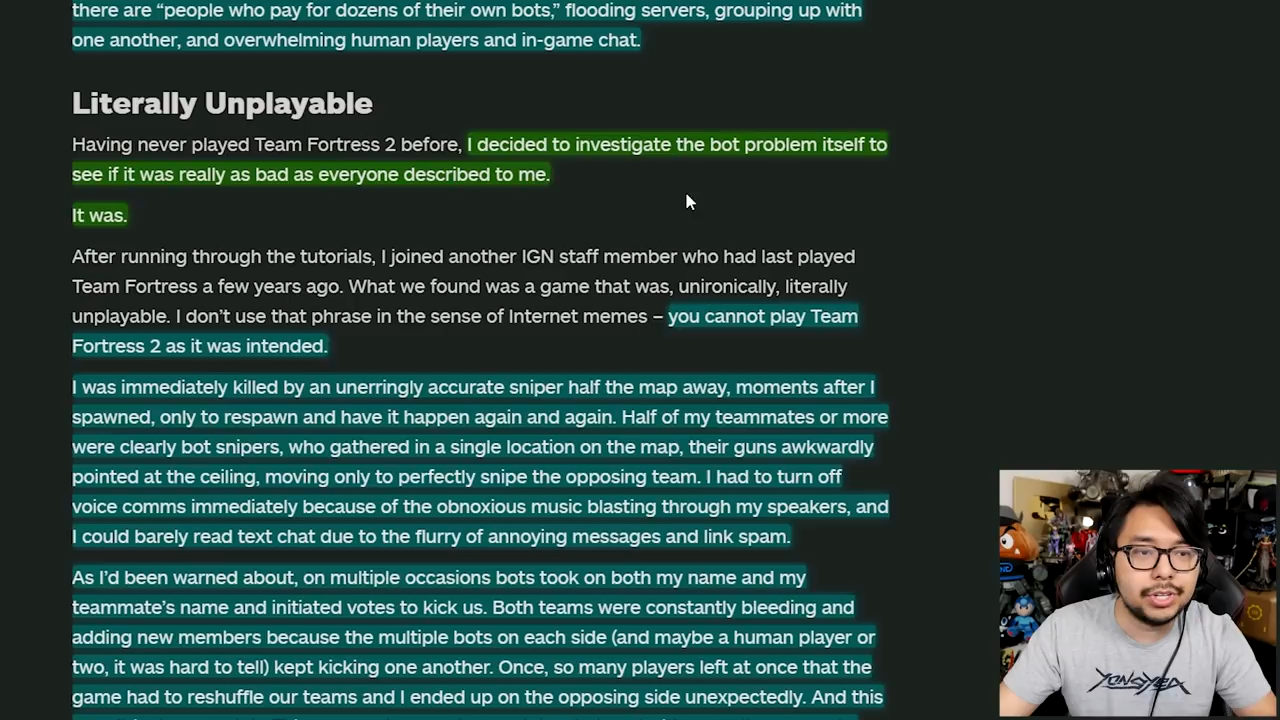 there are “people who pay for dozens of their own bots,” flooding servers, grouping up with
one another, and overwhelming human players and in-game chat.
Literally Unplayable
Having never played Team Fortress 2 before, I decided to investigate the bot problem itself to
see if it was really as bad as everyone described to me.
It was.
After running through the tutorials, I joined another IGN staff member who had last played
Team Fortress a few years ago. What we found was a game that was, unironically, literally
unplayable. I don’t use that phrase in the sense of Internet memes – you cannot play Team
Fortress 2 as it was intended.
I was immediately killed by an unerringly accurate sniper half the map away, moments after I
spawned, only to respawn and have it happen again and again. Half of my teammates or more
were clearly bot snipers, who gathered in a single location on the map, their guns awkwardly
pointed at the ceiling, moving only to perfectly snipe the opposing team. I had to turn off
voice comms immediately because of the obnoxious music blasting through my speakers, and
I could barely read text chat due to the flurry of annoying messages and link spam.
As I’d been warned about, on multiple occasions bots took on both my name and my
teammate’s name and initiated votes to kick us. Both teams were constantly bleeding and
adding new members because the multiple bots on each side (and maybe a human player or
two, it was hard to tell) kept kicking one another. Once, so many players left at once that the
game had to reshuffle our teams and I ended up on the opposing side unexpectedly. And this
YONGYEA